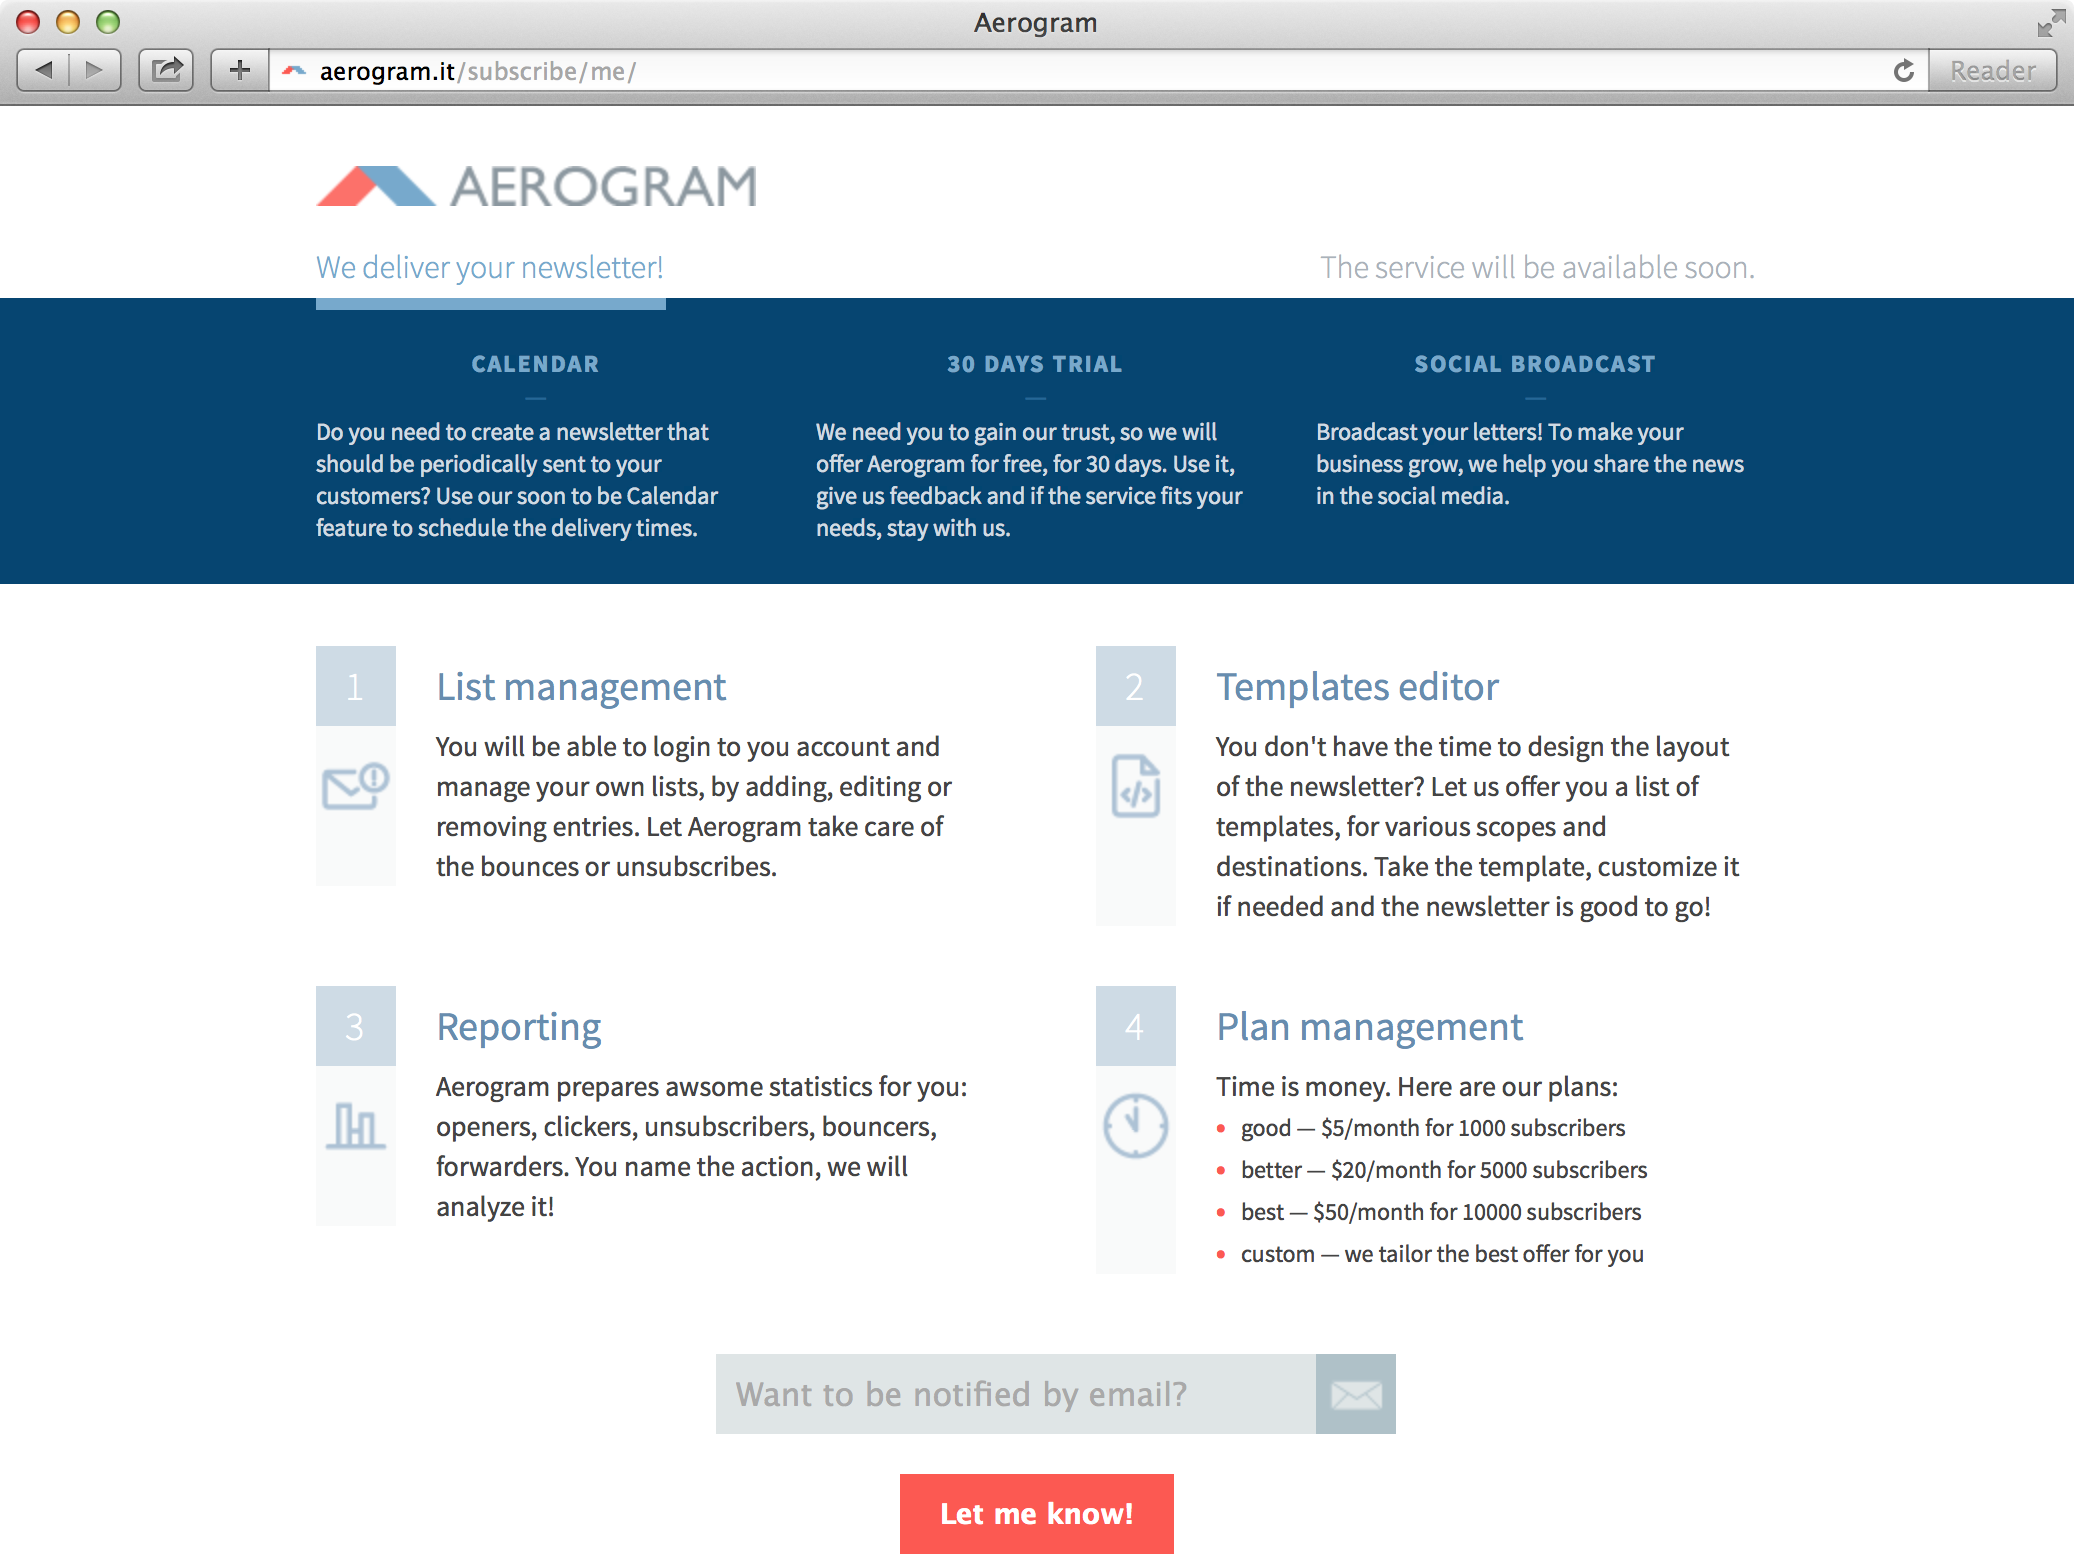 Aerogram
aerogram.it/subscribe/me/
Reader
AEROGRAM
We deliver your newsletter!
The service will be available soon.
CALENDAR
Do you need to create a newsletter that
should be periodically sent to your
customers? Use our soon to be Calendar
feature to schedule the delivery times.
30 DAYS TRIAL
We need you to gain our trust, so we will
offer Aerogram for free, for 30 days. Use it,
give us feedback and if the service fits your
needs, stay with us.
SOCIAL BROADCAST
Broadcast your letters! To make your
business grow, we help you share the news
in the social media.
1
List management
You will be able to login to you account and
manage your own lists, by adding, editing or
removing entries. Let Aerogram take care of
the bounces or unsubscribes.
2
Templates editor
You don't have the time to design the layout
of the newsletter? Let us offer you a list of
templates, for various scopes and
destinations. Take the template, customize it
if needed and the newsletter is good to go!
3
Reporting
Aerogram prepares awsome statistics for you:
openers, clickers, unsubscribers, bouncers,
forwarders. You name the action, we will
analyze it!
4
Plan management
Time is money. Here are our plans:
• good — $5/month for 1000 subscribers
• better — $20/month for 5000 subscribers
• best — $50/month for 10000 subscribers
• custom — we tailor the best offer for you
Want to be notified by email?
Let me know!